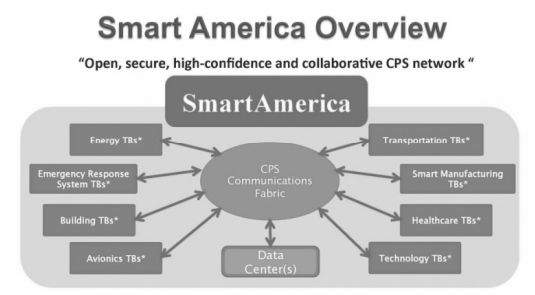 Smart America Overview
“Open, secure, high-confidence and collaborative CPS network “
SmartAmerica
Energy TBs*
Transportation TBs*
CPS
Communications
Fabric
Emergency Response
System TBs*
Smart Manufacturing
TBs*
Building TBs*
Healthcare TBs*
Avionics TBs*
Data
Center(s)
Technology TBs*